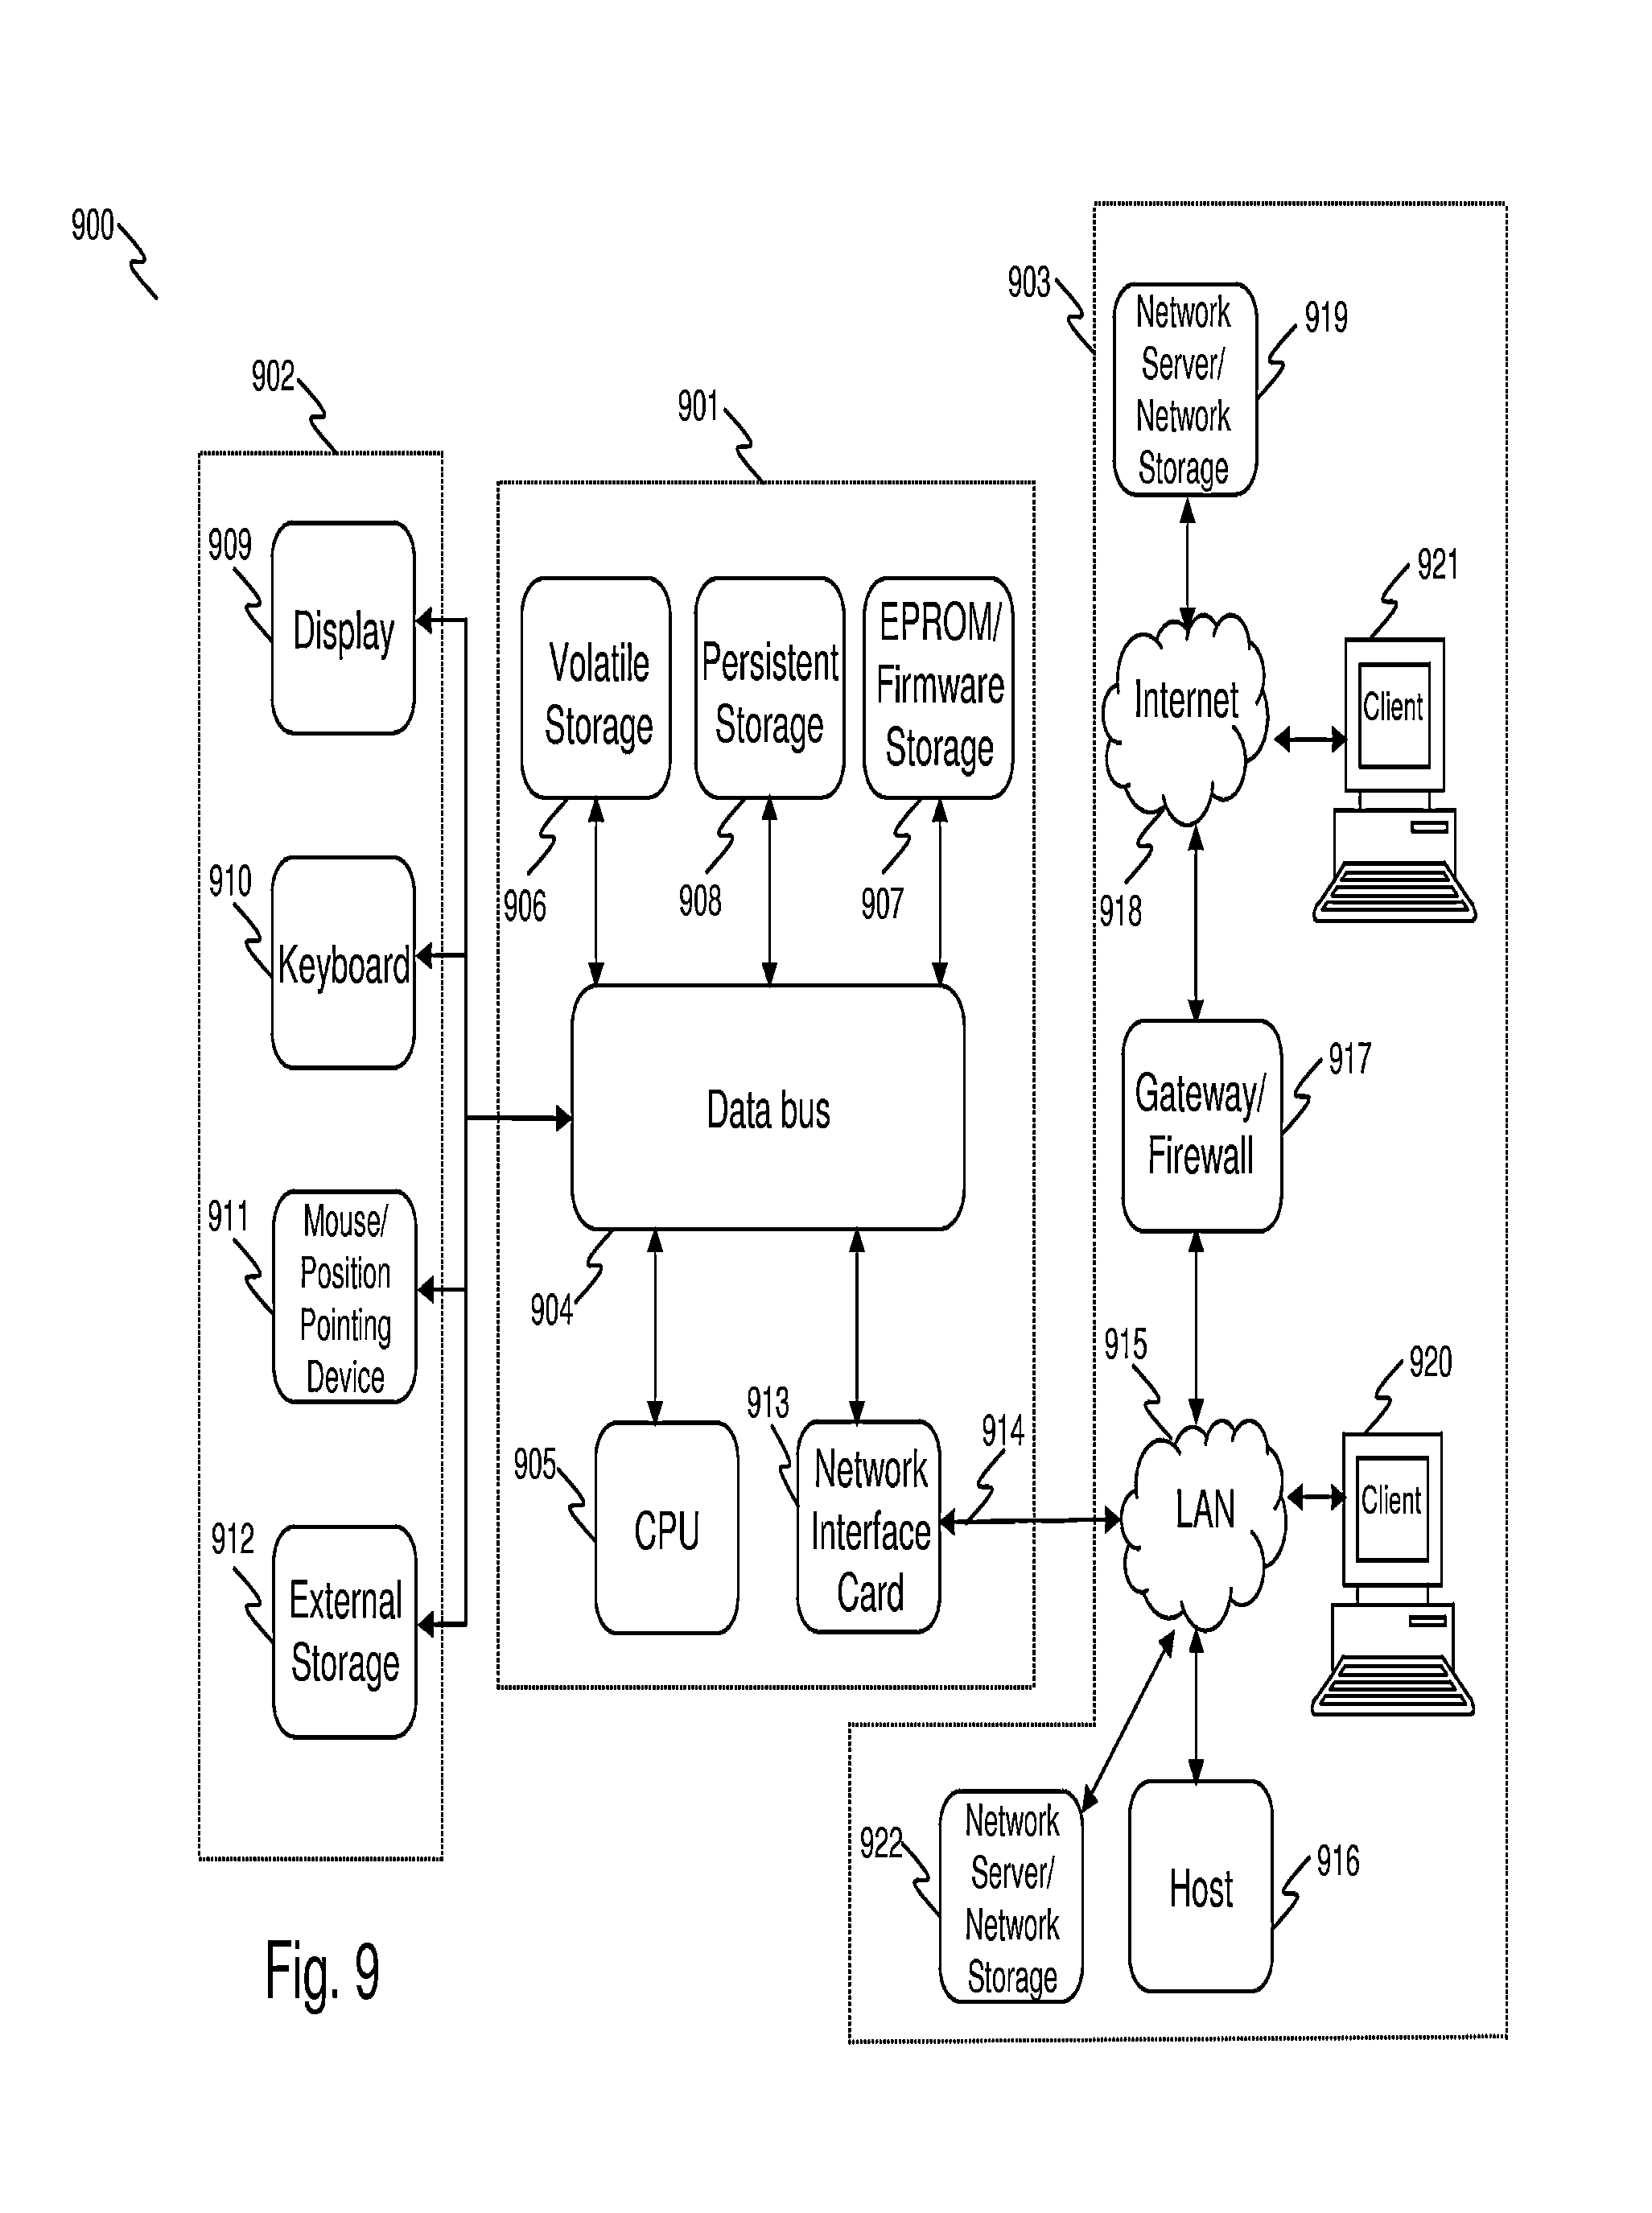 900
902
909
Display
910
Keyboard
911
Mouse/
Position
Pointing
Device
912
External
Storage
901
Volatile
Storage
906
Persistent
Storage
908
EPROM/
Firmware
Storage
907
Data bus
904
905
CPU
913
Network
Interface
Card
914
903
Network
Server/
Network
Storage
919
Internet
918
921
Client
Gateway/
Firewall
917
915
LAN
920
Client
922
Network
Server/
Network
Storage
Host
916
Fig. 9